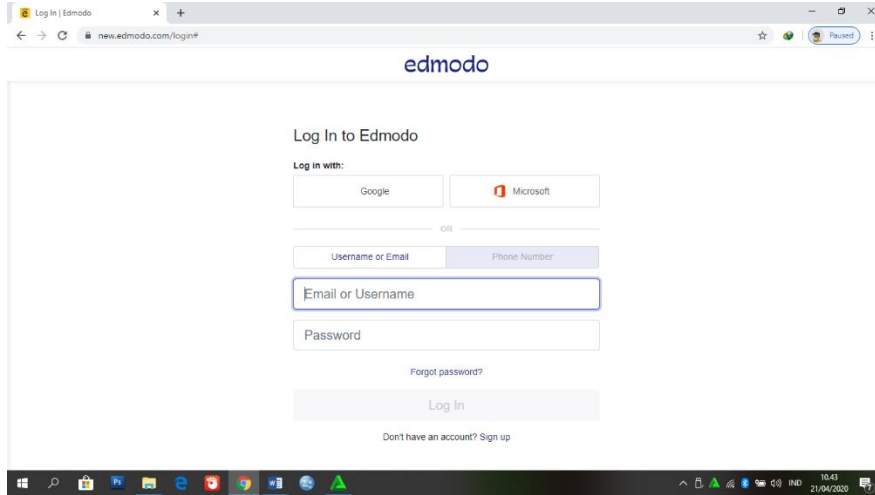 Log In | Edmodo
new.edmodo.com/login#
Paused
edmodo
Log In to Edmodo
Log in with:
Google
Microsoft
OR
Username or Email
Phone Number
Email or Username
Password
Forgot password?
Log In
Don't have an account? Sign up
Ps
IND
10.43
21/04/2020